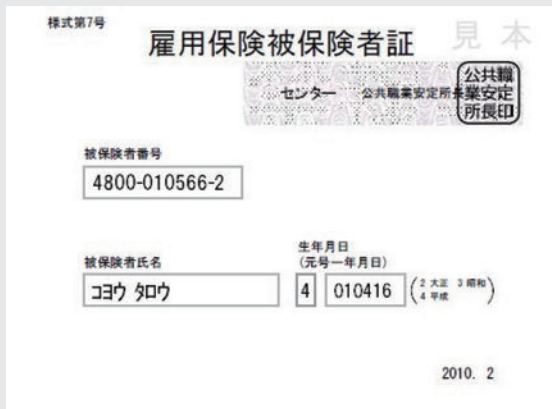 様式第7号
見本
雇用保険被保険者証
センター 公共職業安定所長
公共職
業安定
所長印
被保険者番号
4800-010566-2
生年月日
(元号ー年月日)
被保険者氏名
コヨウ タロウ 4 010416 (2 大正 3 昭和
4 平成)
2010. 2